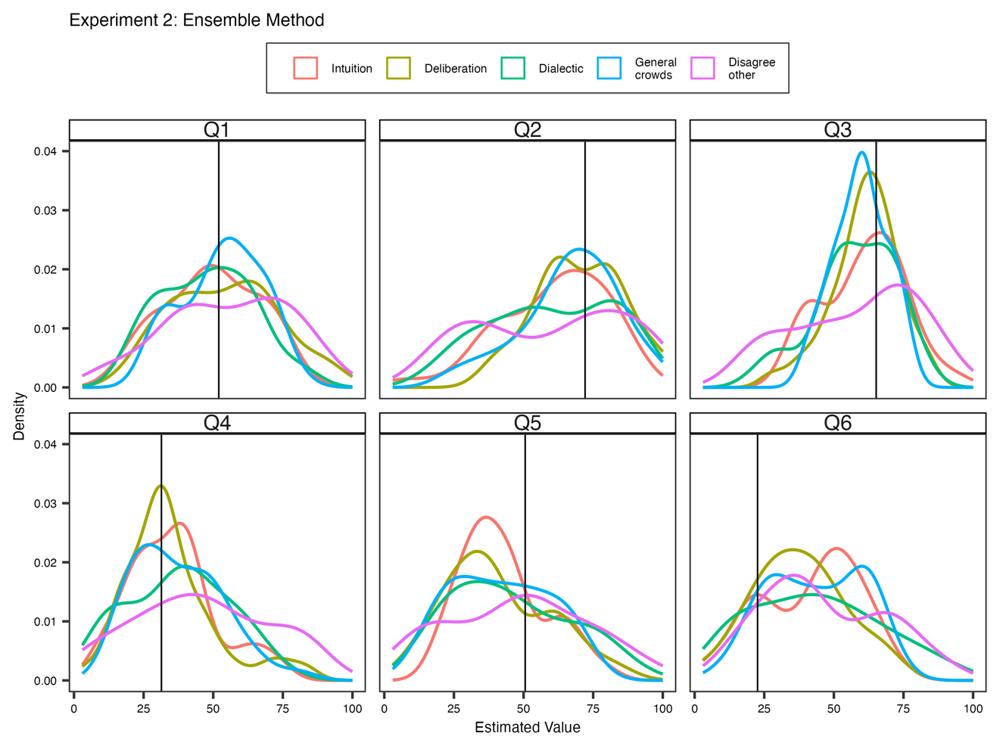 Experiment 2: Ensemble Method
Intuition
Deliberation
Dialectic
General
crowds
Disagree
other
Q1
Q2
Q3
0.04
0.03
0.02
0.01
0.00
Density
Q4
Q5
Q6
0.04
0.03
0.02
0.01
0.00
0 25 50 75 100
0 25 50 75 100
0 25 50 75 100
Estimated Value